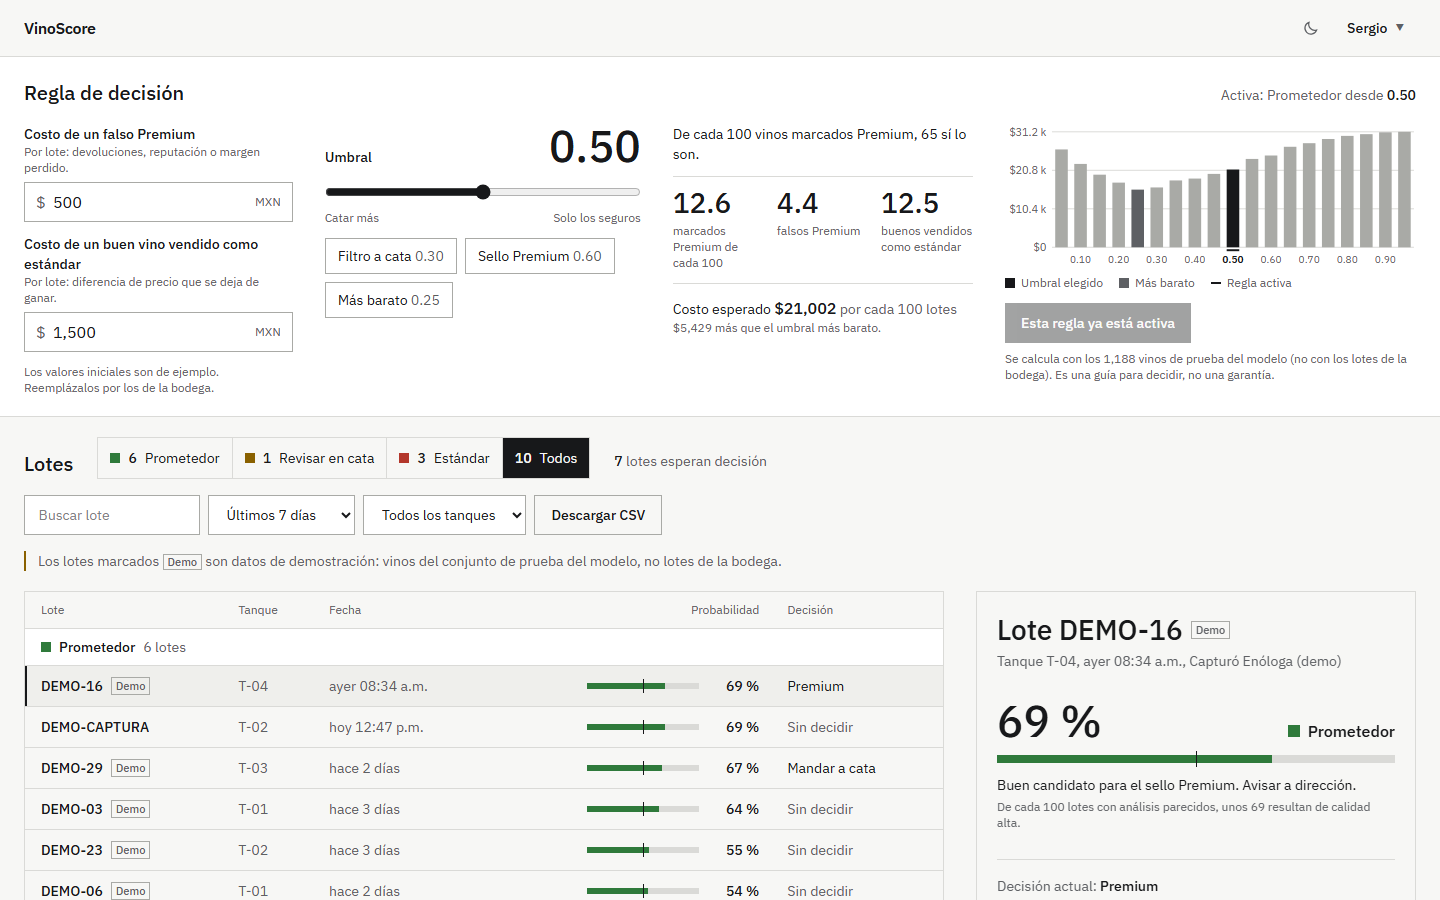 VinoScore
Sergio ▼
Regla de decisión
Activa: Prometedor desde 0.50
Costo de un falso Premium
Por lote: devoluciones, reputación o margen
perdido.
$ 500 MXN
Costo de un buen vino vendido como
estándar
Por lote: diferencia de precio que se deja de
ganar.
$ 1,500 MXN
Los valores iniciales son de ejemplo.
Reemplázalos por los de la bodega.
Umbral 0.50
Catar más Solo los seguros
Filtro a cata 0.30 Sello Premium 0.60
Más barato 0.25
De cada 100 vinos marcados Premium, 65 sí lo
son.
12.6 4.4 12.5
marcados
Premium de
cada 100
falsos Premium
buenos vendidos
como estándar
Costo esperado $21,002 por cada 100 lotes
$5,429 más que el umbral más barato.
$31.2 k
$20.8 k
$10.4 k
$0
0.10 0.20 0.30 0.40 0.50 0.60 0.70 0.80 0.90
Umbral elegido Más barato Regla activa
Esta regla ya está activa
Se calcula con los 1,188 vinos de prueba del modelo (no con los lotes de la
bodega). Es una guía para decidir, no una garantía.
Lotes
6 Prometedor 1 Revisar en cata 3 Estándar 10 Todos
7 lotes esperan decisión
Buscar lote Últimos 7 días Todos los tanques Descargar CSV
Los lotes marcados Demo son datos de demostración: vinos del conjunto de prueba del modelo, no lotes de la bodega.
Lote Tanque Fecha Probabilidad Decisión
Prometedor 6 lotes
DEMO-16 Demo T-04 ayer 08:34 a.m. 69 % Premium
DEMO-CAPTURA T-02 hoy 12:47 p.m. 69 % Sin decidir
DEMO-29 Demo T-03 hace 2 días 67 % Mandar a cata
DEMO-03 Demo T-01 hace 3 días 64 % Sin decidir
DEMO-23 Demo T-02 hace 3 días 55 % Sin decidir
DEMO-06 Demo T-01 hace 2 días 54 % Sin decidir
Lote DEMO-16 Demo
Tanque T-04, ayer 08:34 a.m., Capturó Enóloga (demo)
69 % Prometedor
Buen candidato para el sello Premium. Avisar a dirección.
De cada 100 lotes con análisis parecidos, unos 69 resultan de calidad
alta.
Decisión actual: Premium